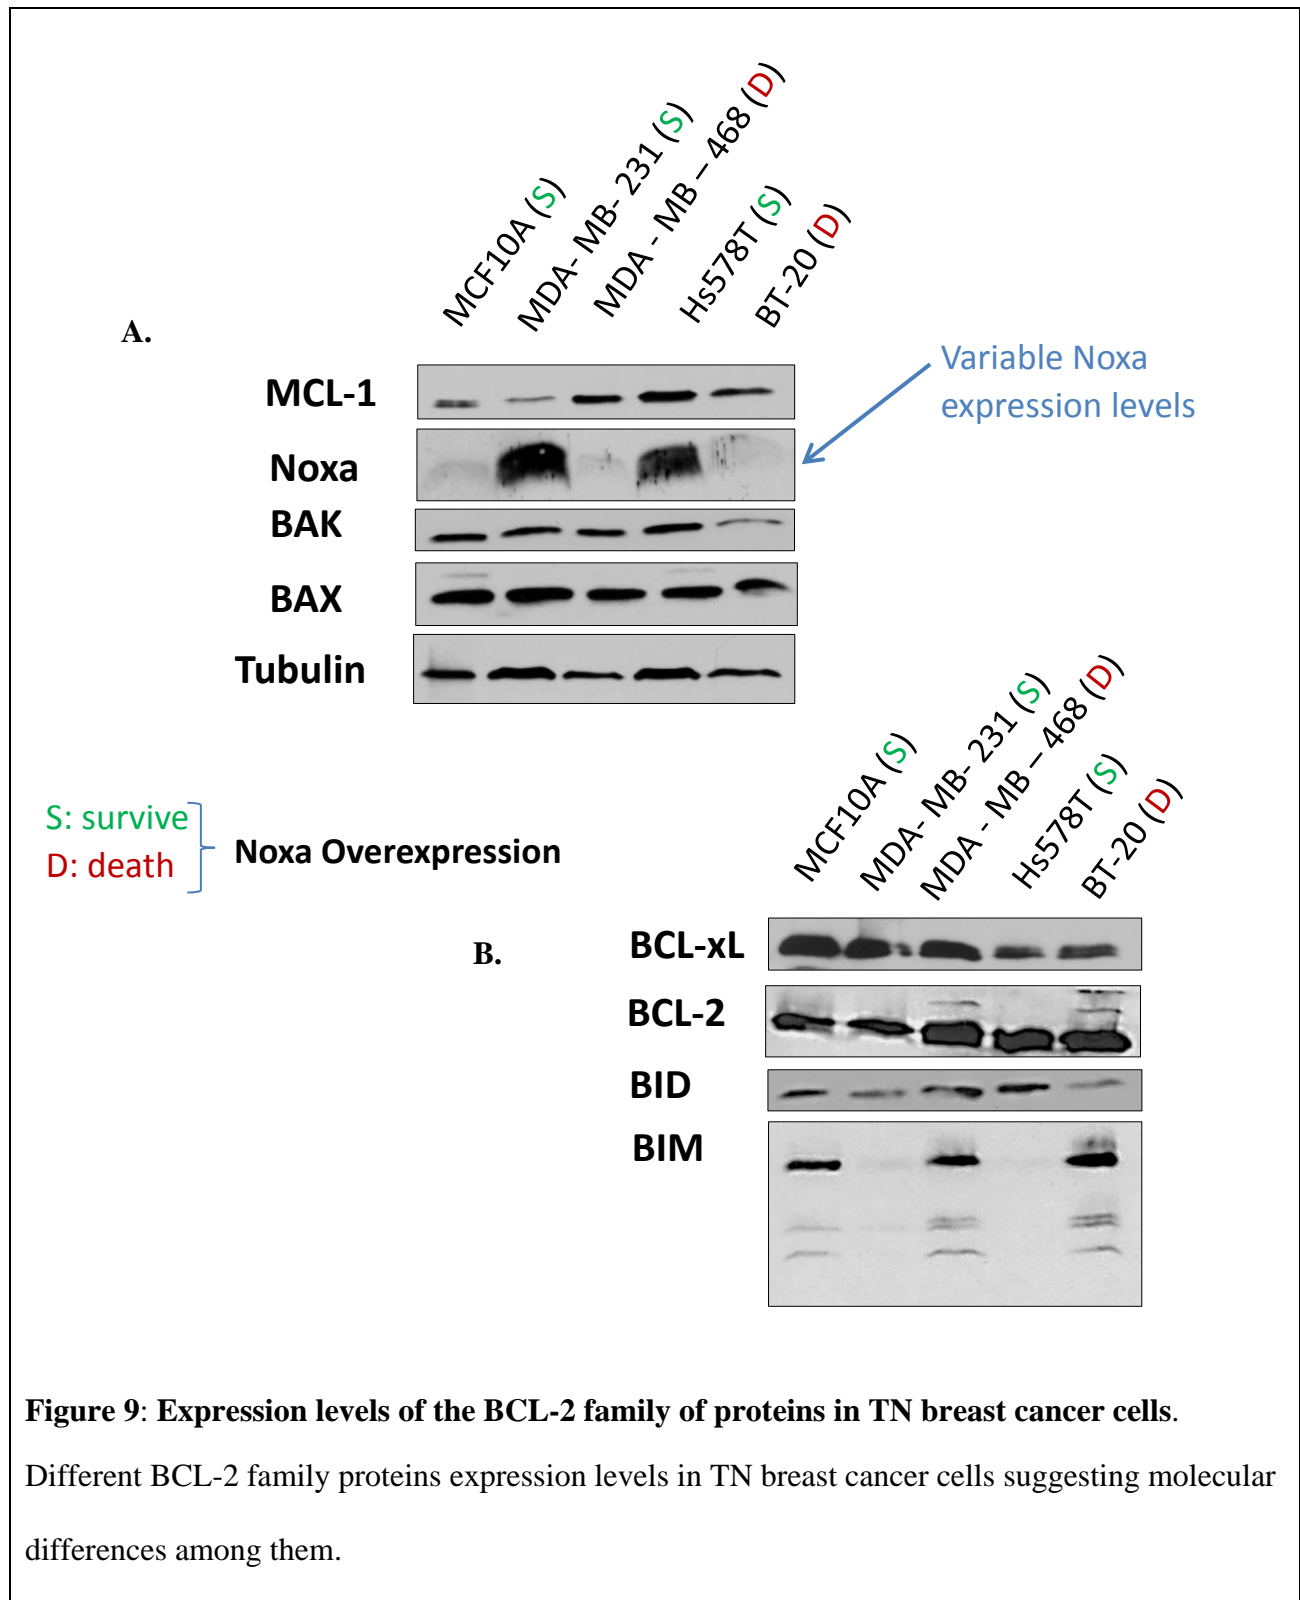 MCF10A (S)
MDA- MB- 231 (S)
MDA - MB – 468 (D)
Hs578T (S)
BT-20 (D)
A.
Variable Noxa
expression levels
MCL-1
Noxa
BAK
BAX
Tubulin
MCF10A (S)
MDA- MB- 231 (S)
MDA - MB – 468 (D)
Hs578T (S)
BT-20 (D)
S: survive
D: death
Noxa Overexpression
B.
BCL-xL
BCL-2
BID
BIM
Figure 9: Expression levels of the BCL-2 family of proteins in TN breast cancer cells.
Different BCL-2 family proteins expression levels in TN breast cancer cells suggesting molecular
differences among them.